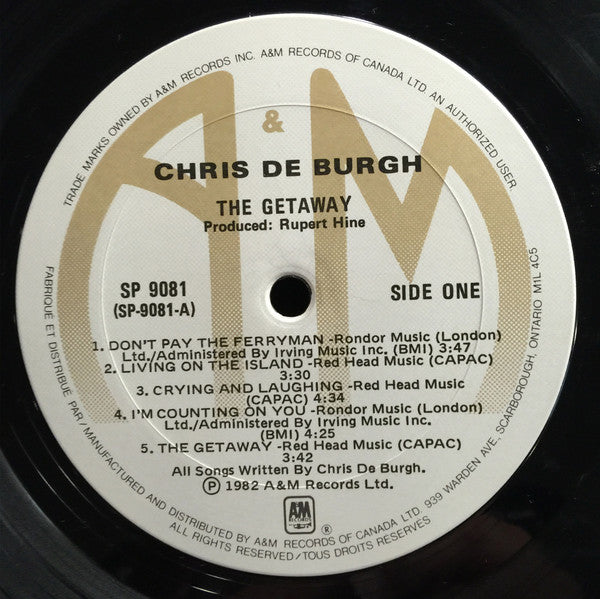 TRADE MARKS OWNED BY A&M RECORDS INC. A&M RECORDS OF CANADA LTD. AN AUTHORIZED USER.
A & M
CHRIS DE BURGH
THE GETAWAY
Produced: Rupert Hine
SP 9081
(SP-9081-A)
SIDE ONE
1. DON'T PAY THE FERRYMAN -Rondor Music (London)
Ltd./Administered By Irving Music Inc. (BMI) 3:47
2. LIVING ON THE ISLAND -Red Head Music (CAPAC)
3:30
3. CRYING AND LAUGHING -Red Head Music
(CAPAC) 4:34
4. I'M COUNTING ON YOU -Rondor Music (London)
Ltd./Administered By Irving Music Inc.
(BMI) 4:25
5. THE GETAWAY -Red Head Music (CAPAC)
3:42
All Songs Written By Chris De Burgh.
Ⓟ 1982 A&M Records Ltd.
A&M
RECORDS
®
FABRIQUÉ ET DISTRIBUÉ PAR/MANUFACTURED AND DISTRIBUTED BY A&M RECORDS OF CANADA LTD. 939 WARDEN AVE, SCARBOROUGH, ONTARIO M1L 4C5
ALL RIGHTS RESERVED/TOUS DROITS RESERVÉS